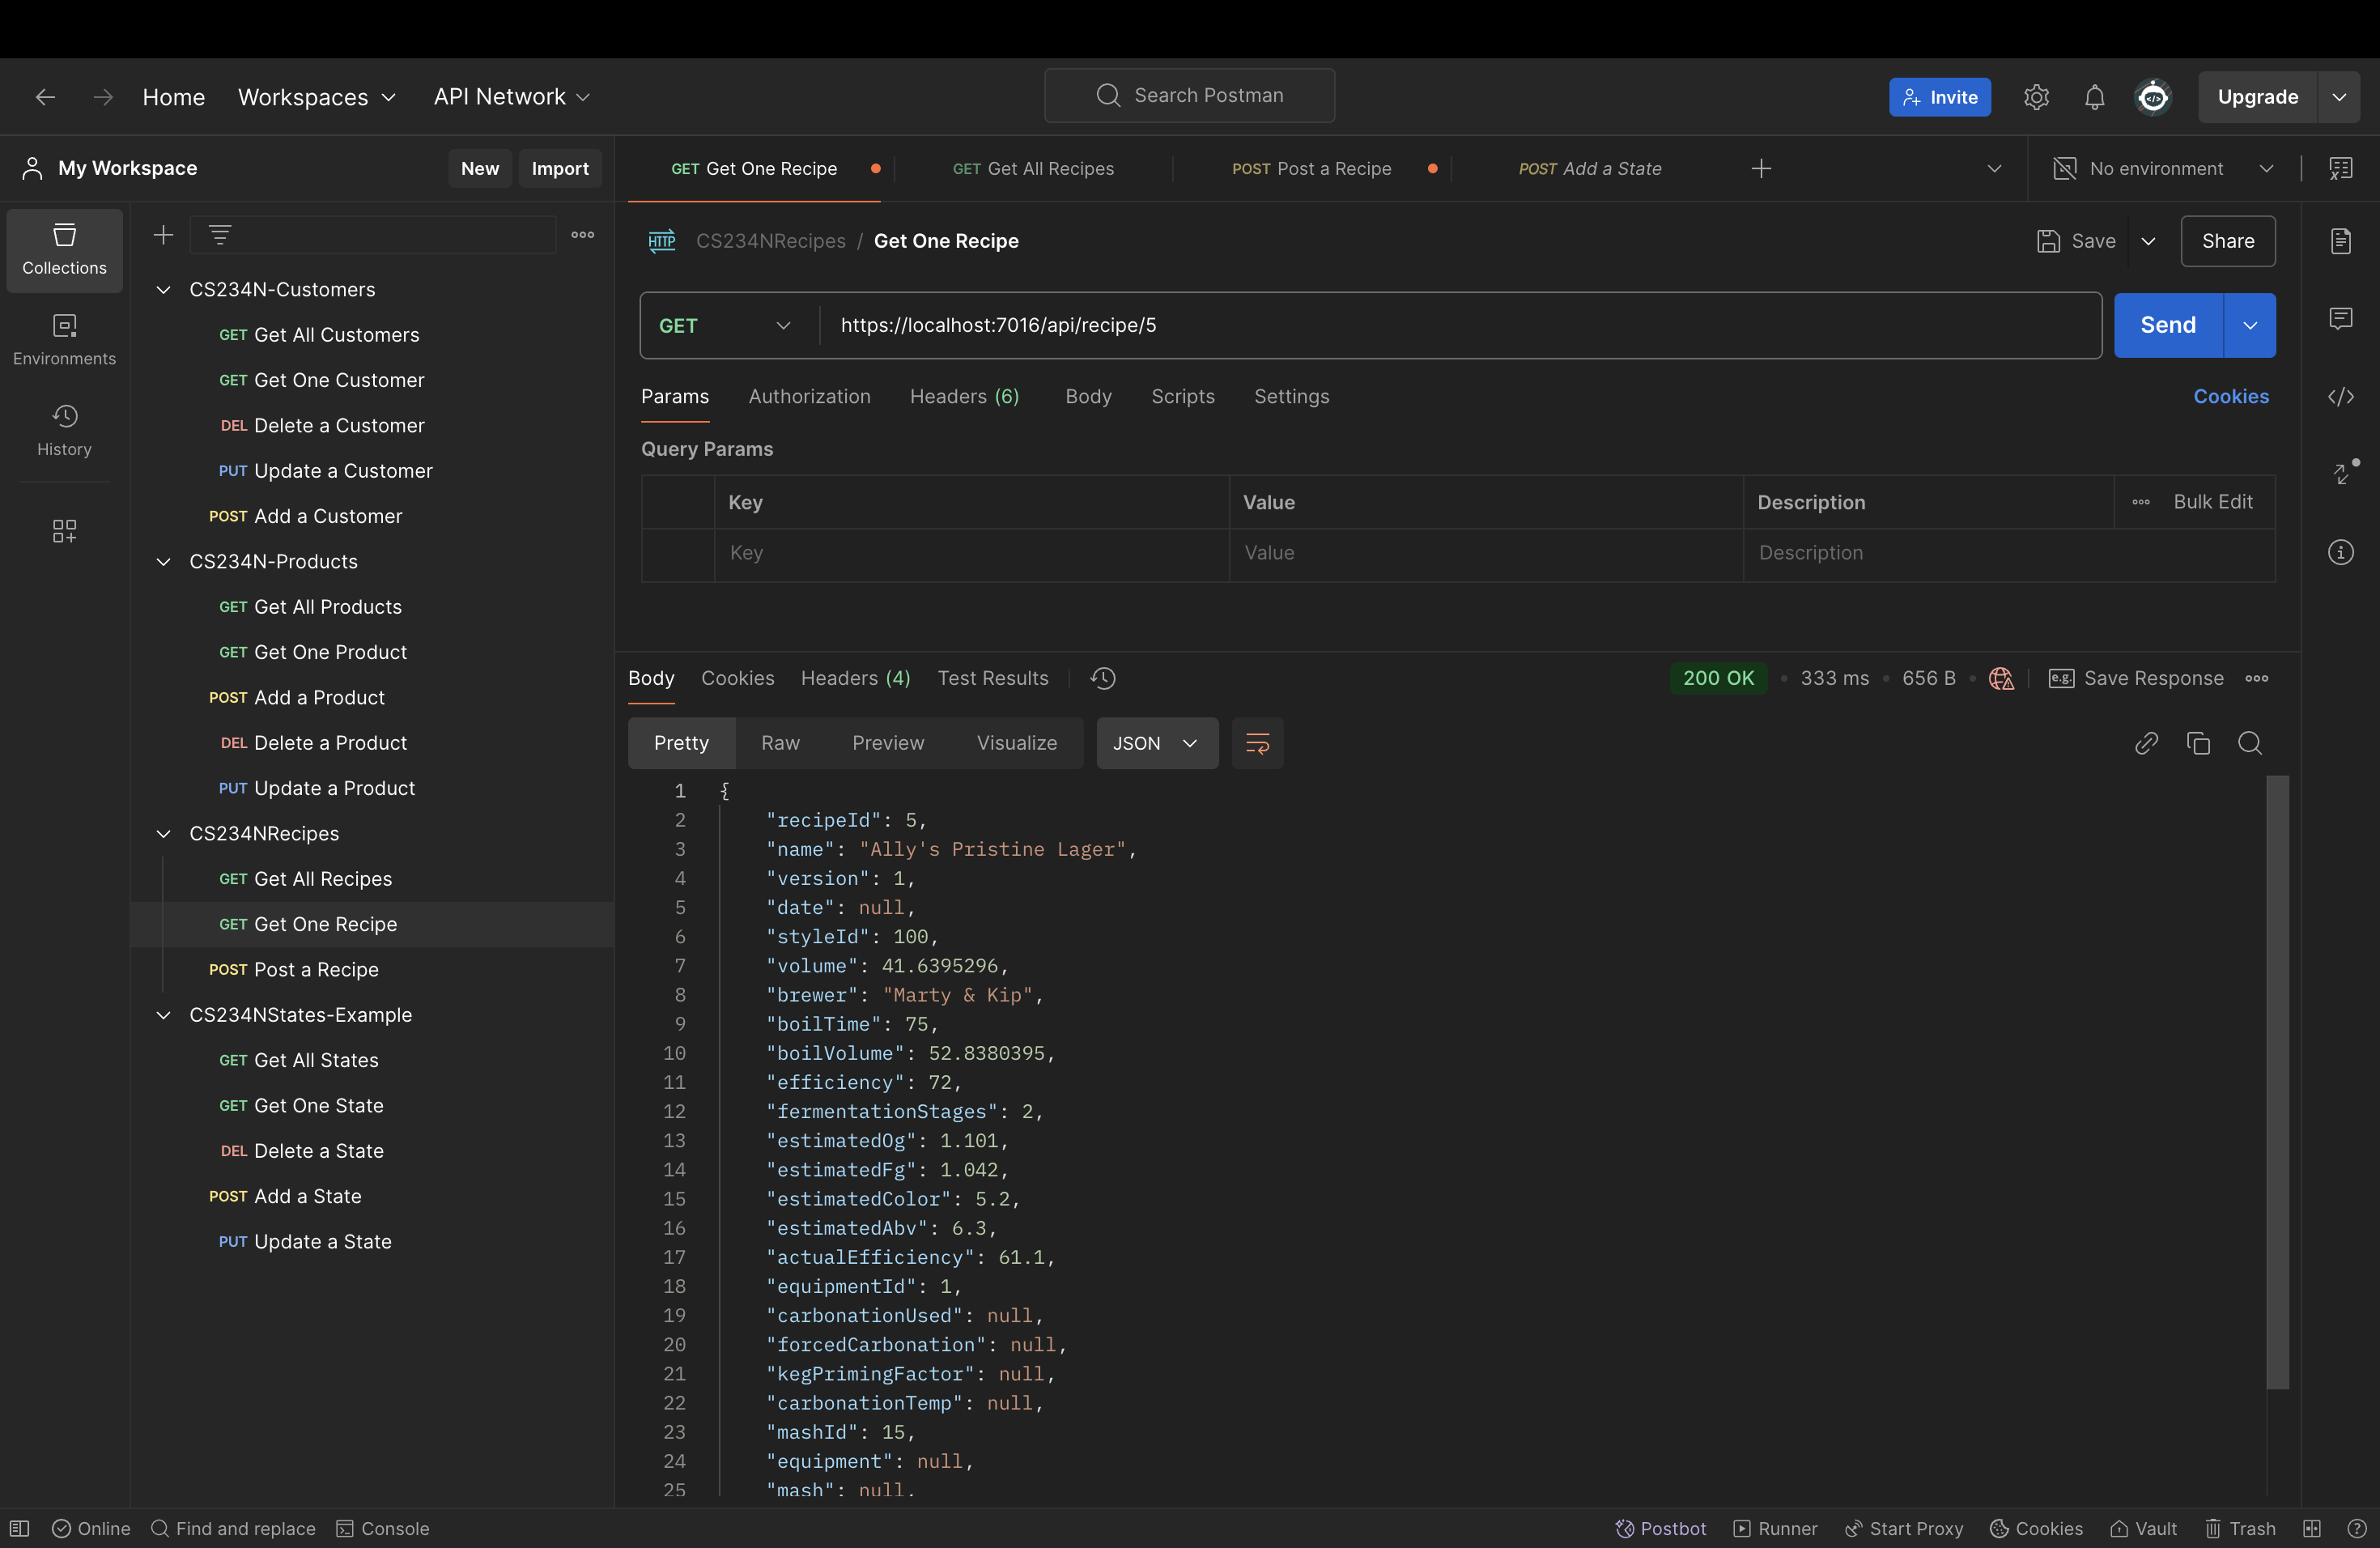 Home Workspaces API Network Search Postman Invite Upgrade
My Workspace New Import
GET Get One Recipe GET Get All Recipes POST Post a Recipe POST Add a State No environment
Collections
Environments
History
CS234N-Customers
GET Get All Customers
GET Get One Customer
DEL Delete a Customer
PUT Update a Customer
POST Add a Customer
CS234N-Products
GET Get All Products
GET Get One Product
POST Add a Product
DEL Delete a Product
PUT Update a Product
CS234NRecipes
GET Get All Recipes
GET Get One Recipe
POST Post a Recipe
CS234NStates-Example
GET Get All States
GET Get One State
DEL Delete a State
POST Add a State
PUT Update a State
HTTP CS234NRecipes / Get One Recipe Save Share
GET https://localhost:7016/api/recipe/5 Send
Params Authorization Headers (6) Body Scripts Settings Cookies
Query Params
Key Value Description Bulk Edit
Key Value Description
Body Cookies Headers (4) Test Results 200 OK • 333 ms • 656 B • e.g. Save Response
Pretty Raw Preview Visualize JSON
1 {
2 "recipeId": 5,
3 "name": "Ally's Pristine Lager",
4 "version": 1,
5 "date": null,
6 "styleId": 100,
7 "volume": 41.6395296,
8 "brewer": "Marty & Kip",
9 "boilTime": 75,
10 "boilVolume": 52.8380395,
11 "efficiency": 72,
12 "fermentationStages": 2,
13 "estimatedOg": 1.101,
14 "estimatedFg": 1.042,
15 "estimatedColor": 5.2,
16 "estimatedAbv": 6.3,
17 "actualEfficiency": 61.1,
18 "equipmentId": 1,
19 "carbonationUsed": null,
20 "forcedCarbonation": null,
21 "kegPrimingFactor": null,
22 "carbonationTemp": null,
23 "mashId": 15,
24 "equipment": null,
25 "mash": null,
Online Find and replace Console Postbot Runner Start Proxy Cookies Vault Trash